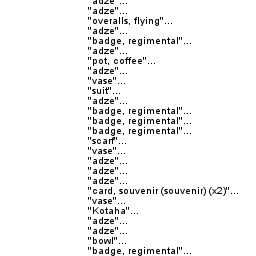 "adze"...
"adze"...
"overalls, flying"...
"adze"...
"badge, regimental"...
"adze"...
"pot, coffee"...
"adze"...
"vase"...
"suit"...
"adze"...
"badge, regimental"...
"badge, regimental"...
"badge, regimental"...
"scarf"...
"vase"...
"adze"...
"adze"...
"adze"...
"card, souvenir (souvenir) (x2)"...
"vase"...
"Kotaha"...
"adze"...
"adze"...
"bowl"...
"badge, regimental"...